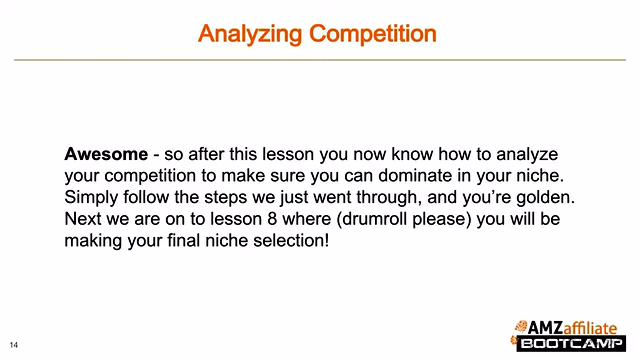 Analyzing Competition
Awesome - so after this lesson you now know how to analyze
your competition to make sure you can dominate in your niche.
Simply follow the steps we just went through, and you're golden.
Next we are on to lesson 8 where (drumroll please) you will be
making your final niche selection!
14
AMZaffiliate
BOOTCAMP